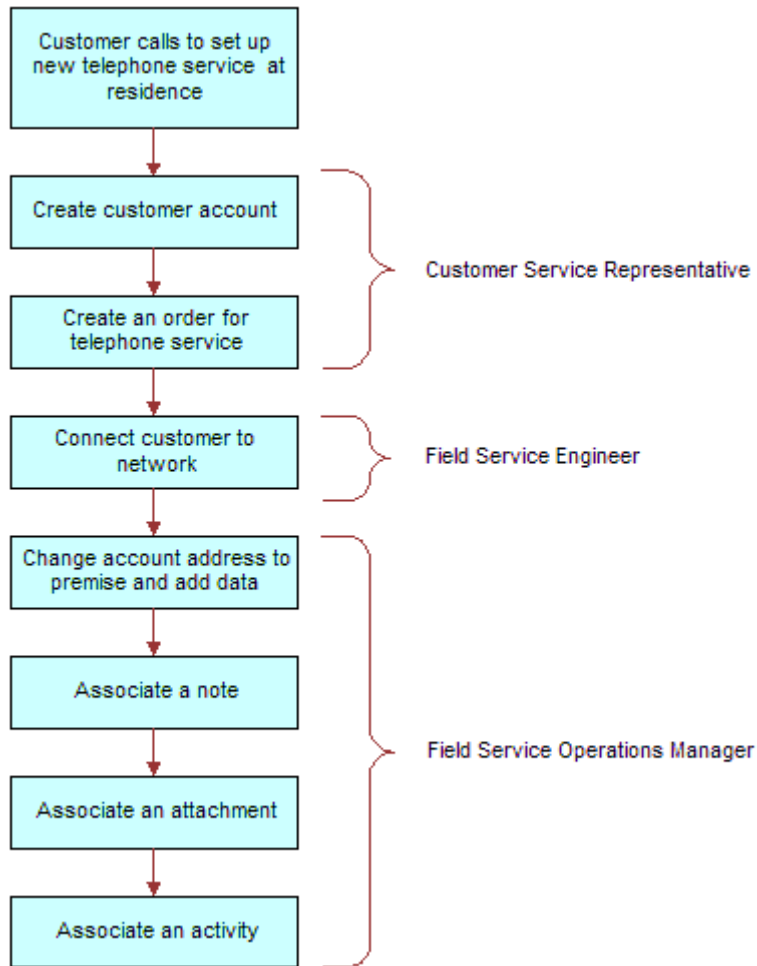 Customer calls to set up
new telephone service at
residence
Create customer account
Customer Service Representative
Create an order for
telephone service
Connect customer to
network
Field Service Engineer
Change account address to
premise and add data
Associate a note
Field Service Operations Manager
Associate an attachment
Associate an activity